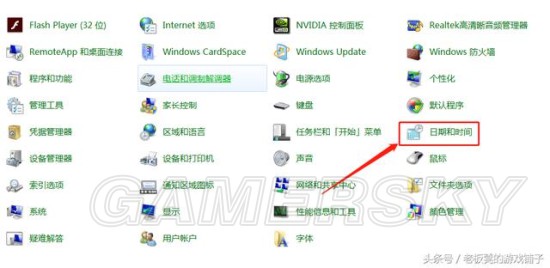 Flash Player (32 位) Internet 选项 NVIDIA 控制面板 Realtek高清晰音频管理器
RemoteApp 和桌面连接 Windows CardSpace Windows Update Windows 防火墙
程序和功能 电话和调制解调器 电源选项 个性化
管理工具 家长控制 键盘 默认程序
凭据管理器 区域和语言 任务栏和「开始」菜单 日期和时间
设备管理器 设备和打印机 声音 鼠标
索引选项 通知区域图标 网络和共享中心 文件夹选项
系统 显示 性能信息和工具 颜色管理
疑难解答 用户帐户 字体
GAMERSKY
头条号 / 老板娘的游戏铺子